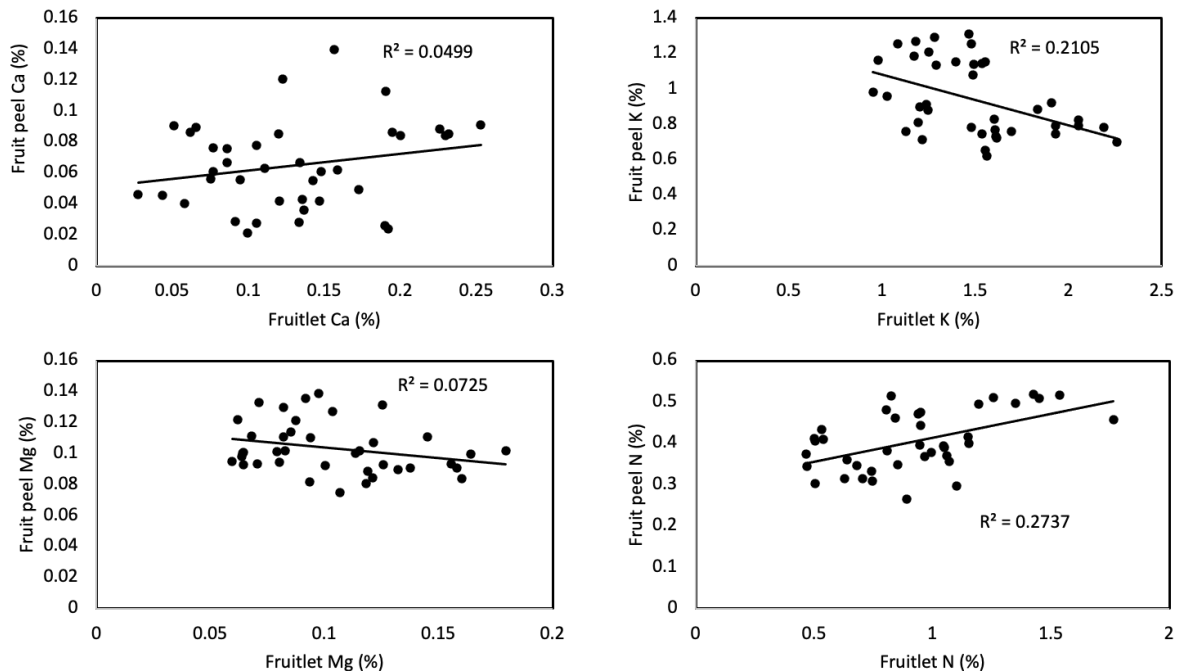 0.16
0.14
0.12
0.1
0.08
0.06
0.04
0.02
0
Fruit peel Ca (%)
R² = 0.0499
0 0.05 0.1 0.15 0.2 0.25 0.3
Fruitlet Ca (%)
1.4
1.2
1
0.8
0.6
0.4
0.2
0
Fruit peel K (%)
R² = 0.2105
0 0.5 1 1.5 2 2.5
Fruitlet K (%)
0.16
0.14
0.12
0.1
0.08
0.06
0.04
0.02
0
Fruit peel Mg (%)
R² = 0.0725
0 0.05 0.1 0.15 0.2
Fruitlet Mg (%)
0.6
0.5
0.4
0.3
0.2
0.1
0
Fruit peel N (%)
R² = 0.2737
0 0.5 1 1.5 2
Fruitlet N (%)